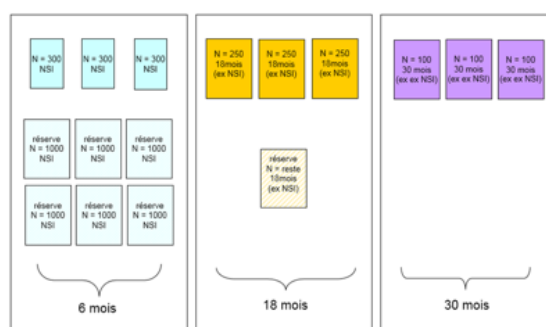 N = 300
NSI
N = 300
NSI
N = 300
NSI
réserve
N = 1000
NSI
réserve
N = 1000
NSI
réserve
N = 1000
NSI
réserve
N = 1000
NSI
réserve
N = 1000
NSI
réserve
N = 1000
NSI
6 mois
N = 250
18mois
(ex NSI)
N = 250
18mois
(ex NSI)
N = 250
18mois
(ex NSI)
réserve
N = reste
18mois
(ex NSI)
18 mois
N = 100
30 mois
(ex ex NSI)
N = 100
30 mois
(ex ex NSI)
N = 100
30 mois
(ex ex NSI)
30 mois